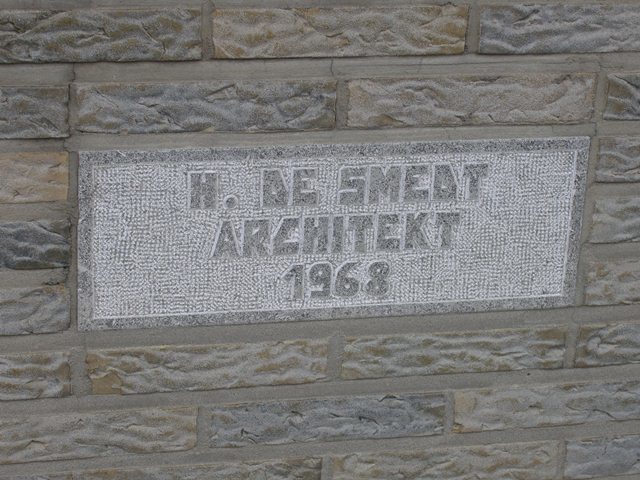 H. DE SMEDT
ARCHITEKT
1968